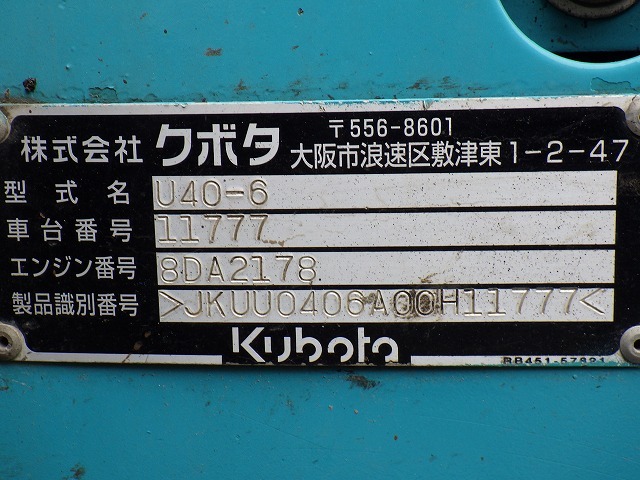 株式会社 クボタ 〒556-8601
大阪市浪速区敷津東1-2-47
型式名 U40-6
車台番号 11777
エンジン番号 8DA2178
製品識別番号 >JKUU0406A00H11777<
Kubota
RB451-57821